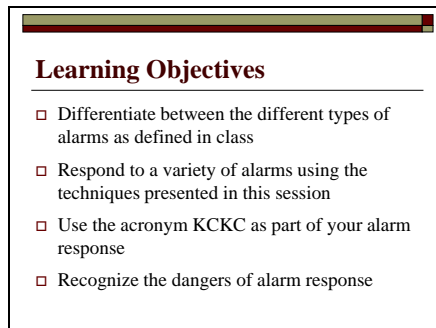 Learning Objectives
Differentiate between the different types of
alarms as defined in class
Respond to a variety of alarms using the
techniques presented in this session
Use the acronym KCKC as part of your alarm
response
Recognize the dangers of alarm response